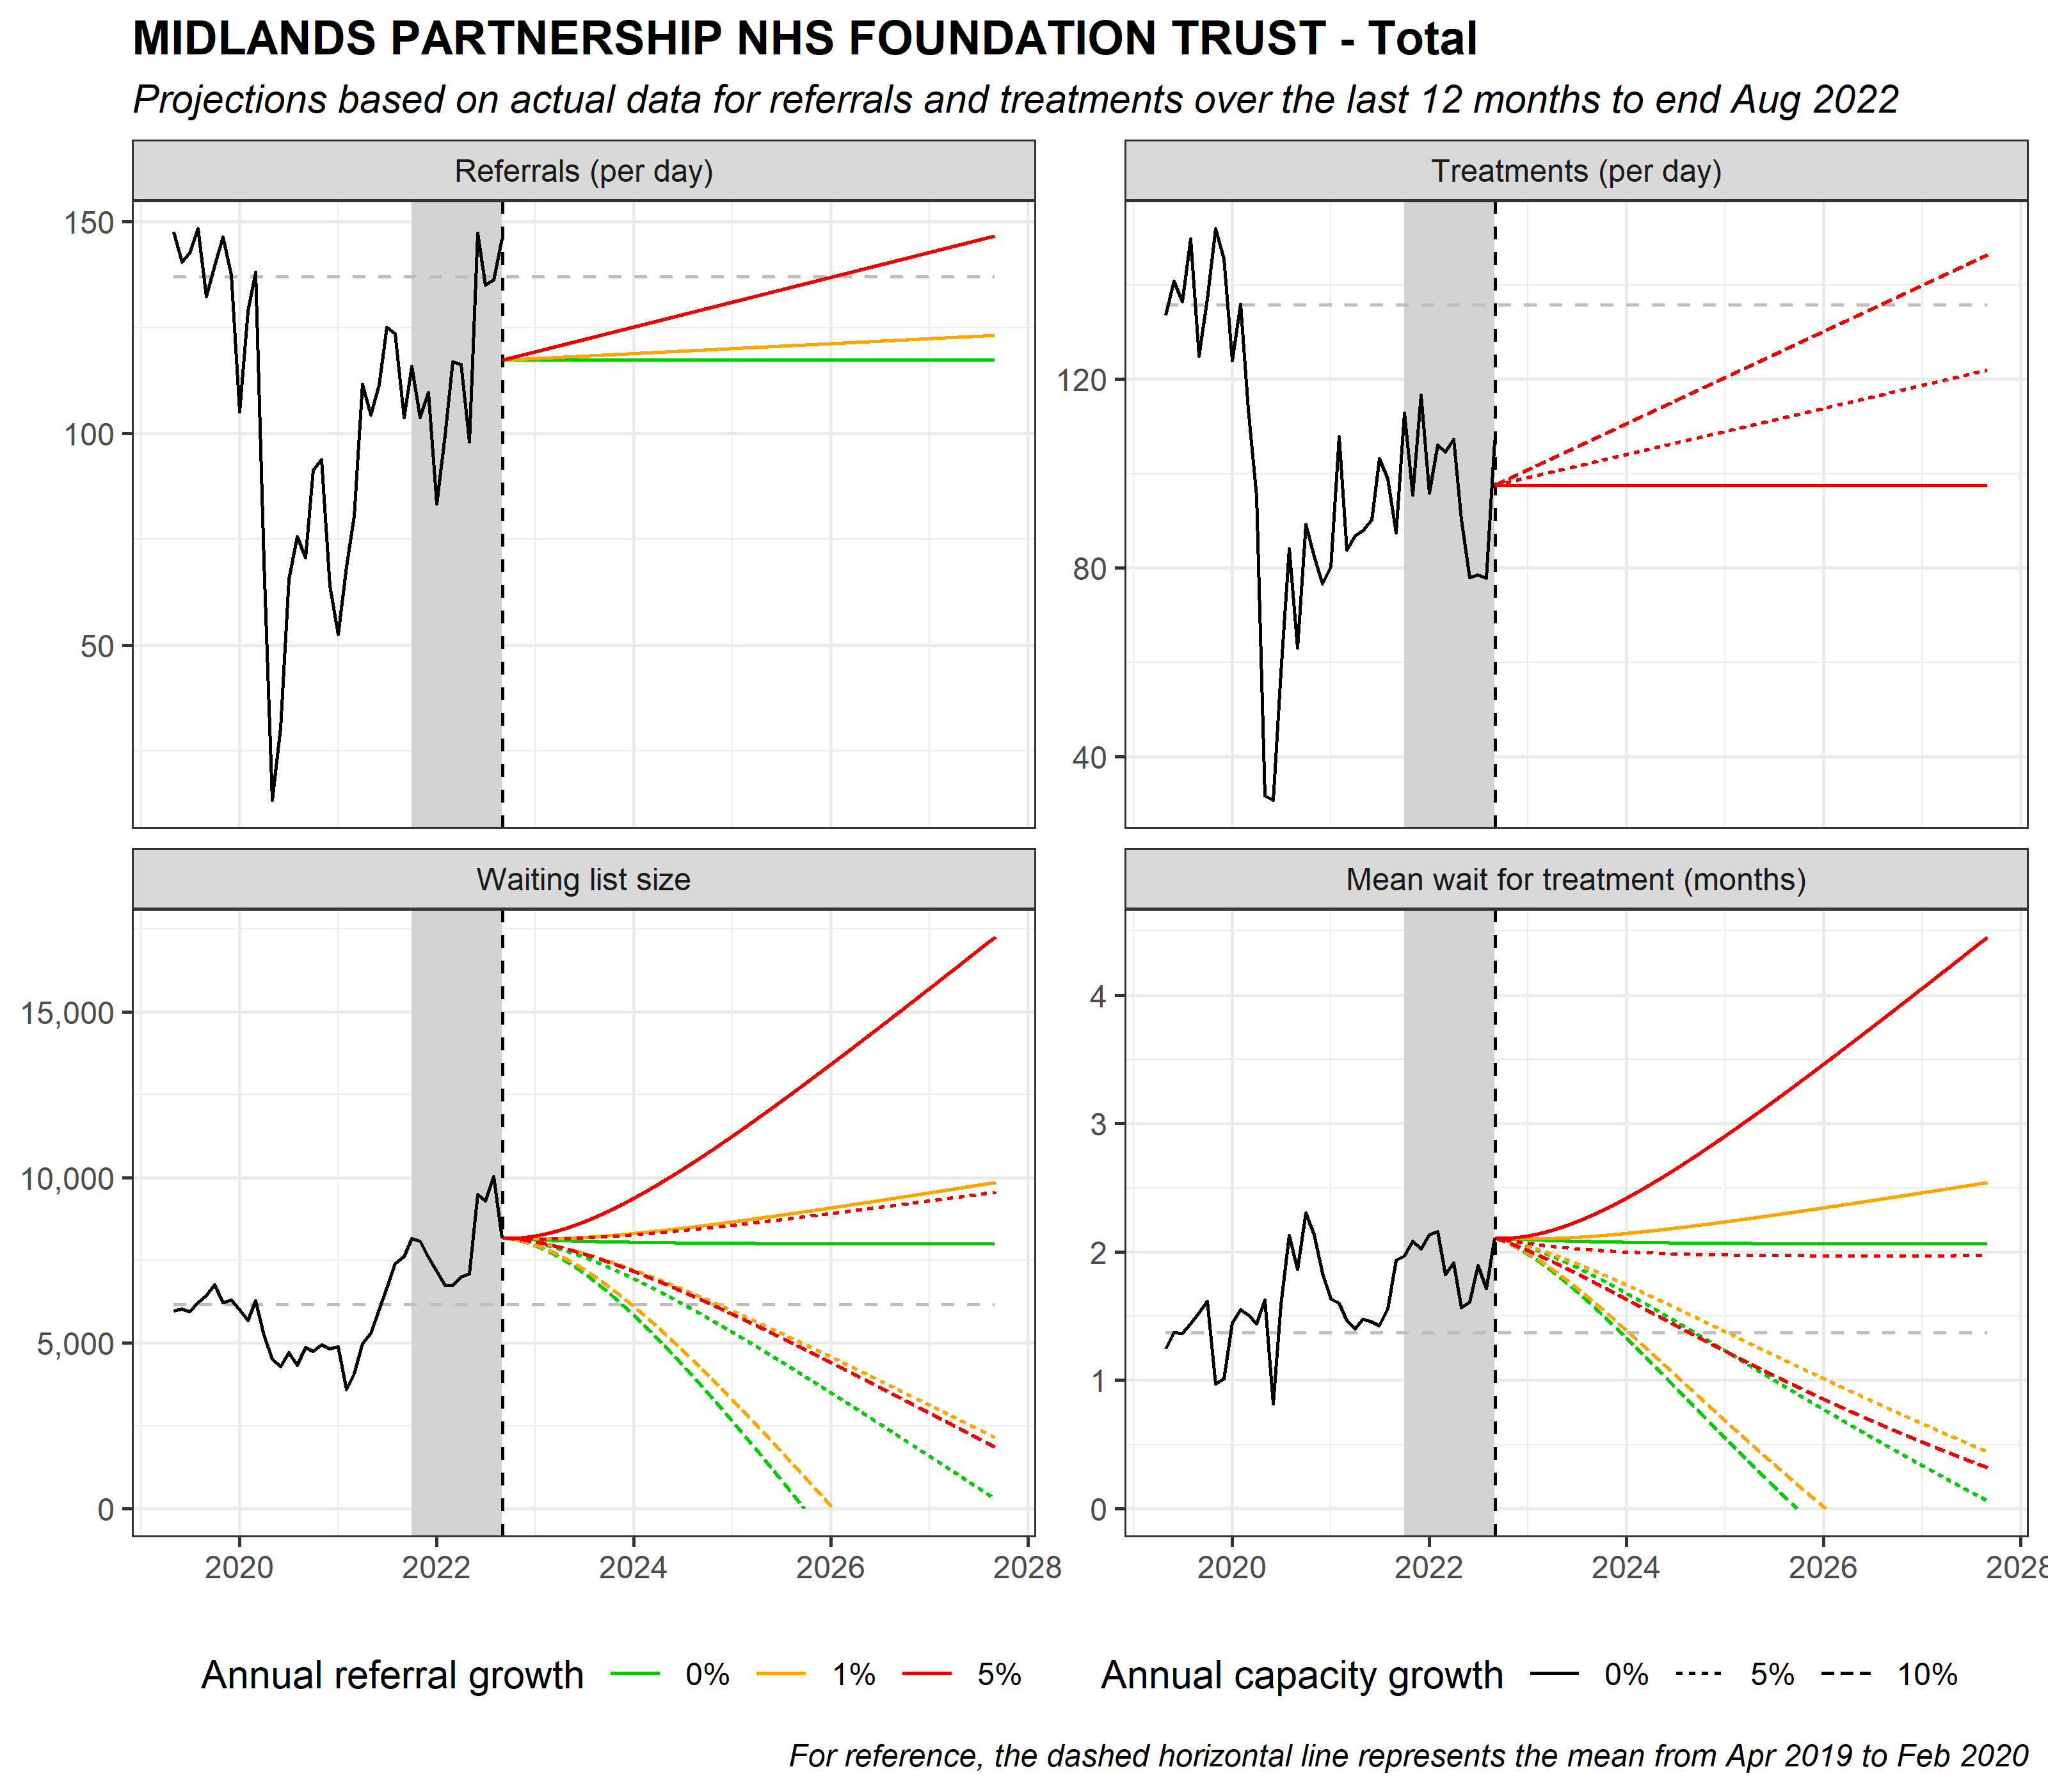 MIDLANDS PARTNERSHIP NHS FOUNDATION TRUST - Total
Projections based on actual data for referrals and treatments over the last 12 months to end Aug 2022
Referrals (per day)
150
100
50
Treatments (per day)
120
80
40
Waiting list size
15,000
10,000
5,000
0
2020 2022 2024 2026 2028
Mean wait for treatment (months)
4
3
2
1
0
2020 2022 2024 2026 2028
Annual referral growth 0% 1% 5%
Annual capacity growth 0% 5% 10%
For reference, the dashed horizontal line represents the mean from Apr 2019 to Feb 2020